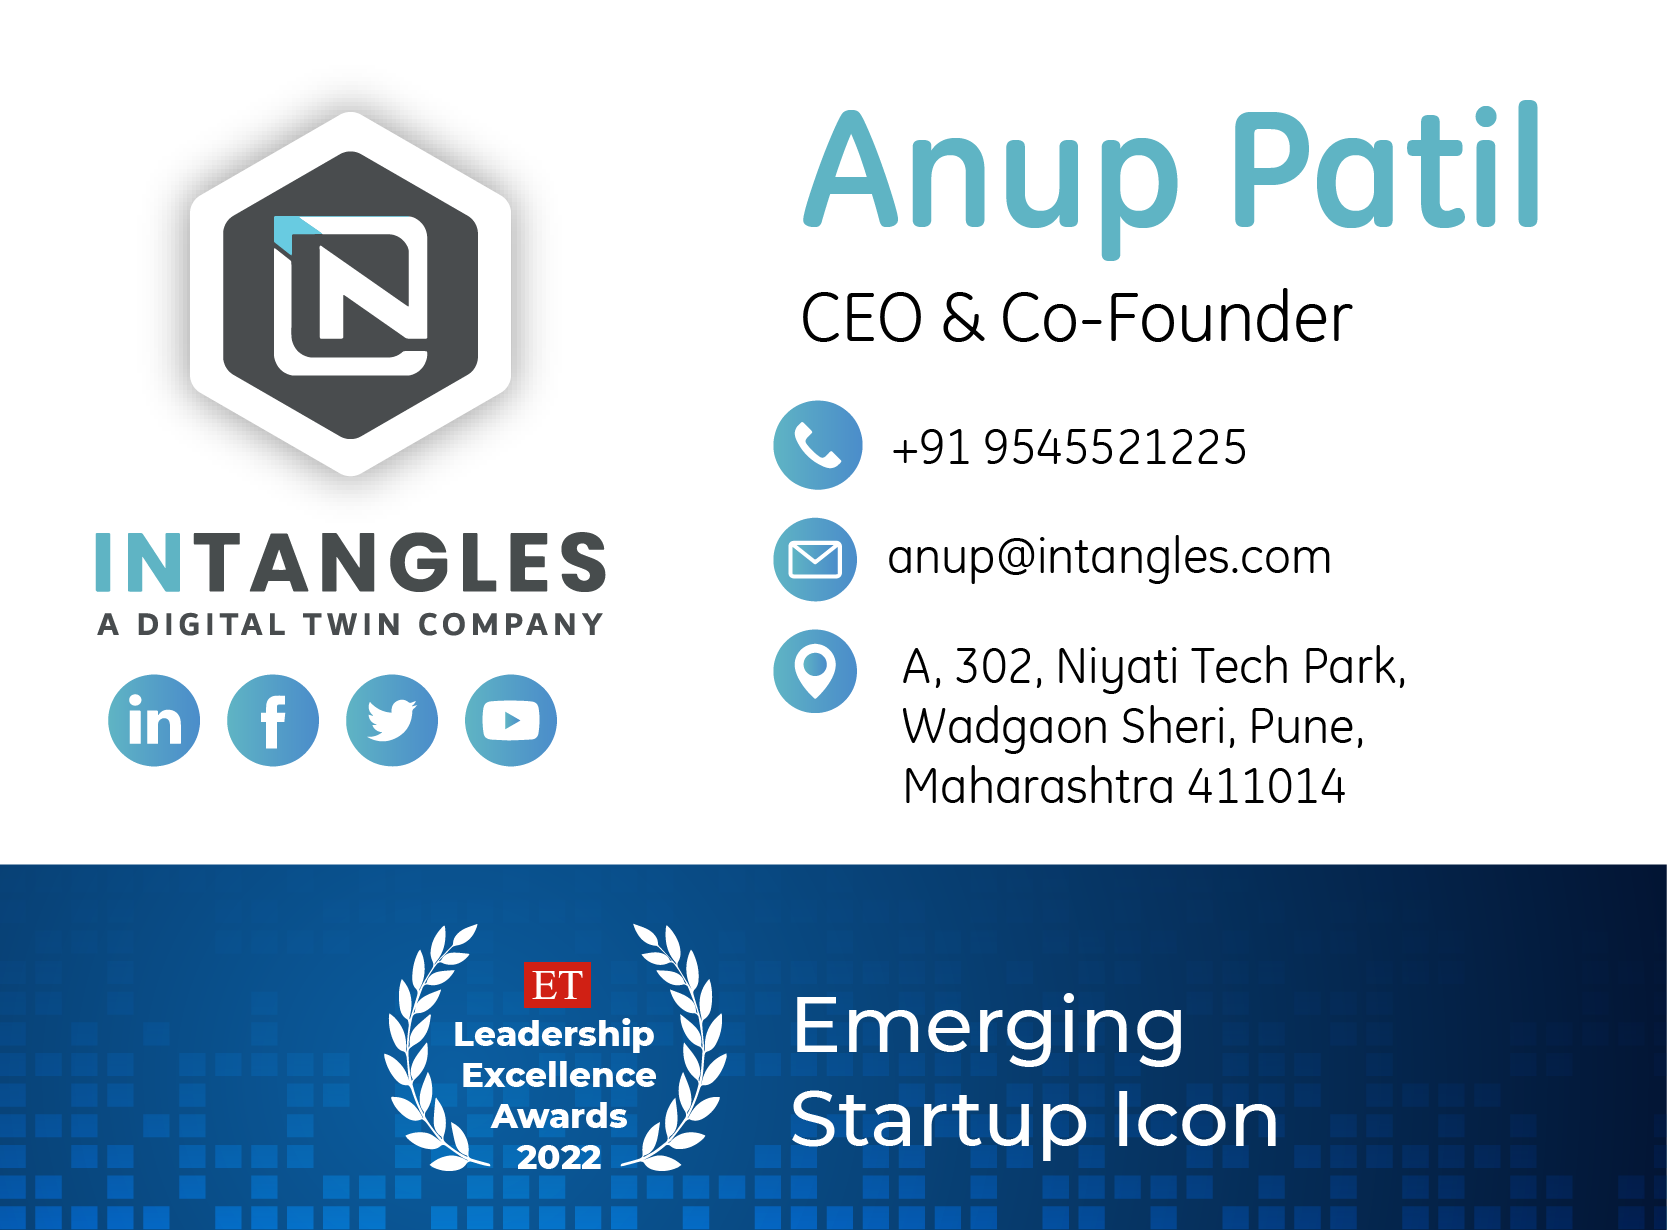 INTANGLES
A DIGITAL TWIN COMPANY
Anup Patil
CEO & Co-Founder
+91 9545521225
anup@intangles.com
A, 302, Niyati Tech Park,
Wadgaon Sheri, Pune,
Maharashtra 411014
ET
Leadership
Excellence
Awards
2022
Emerging
Startup Icon